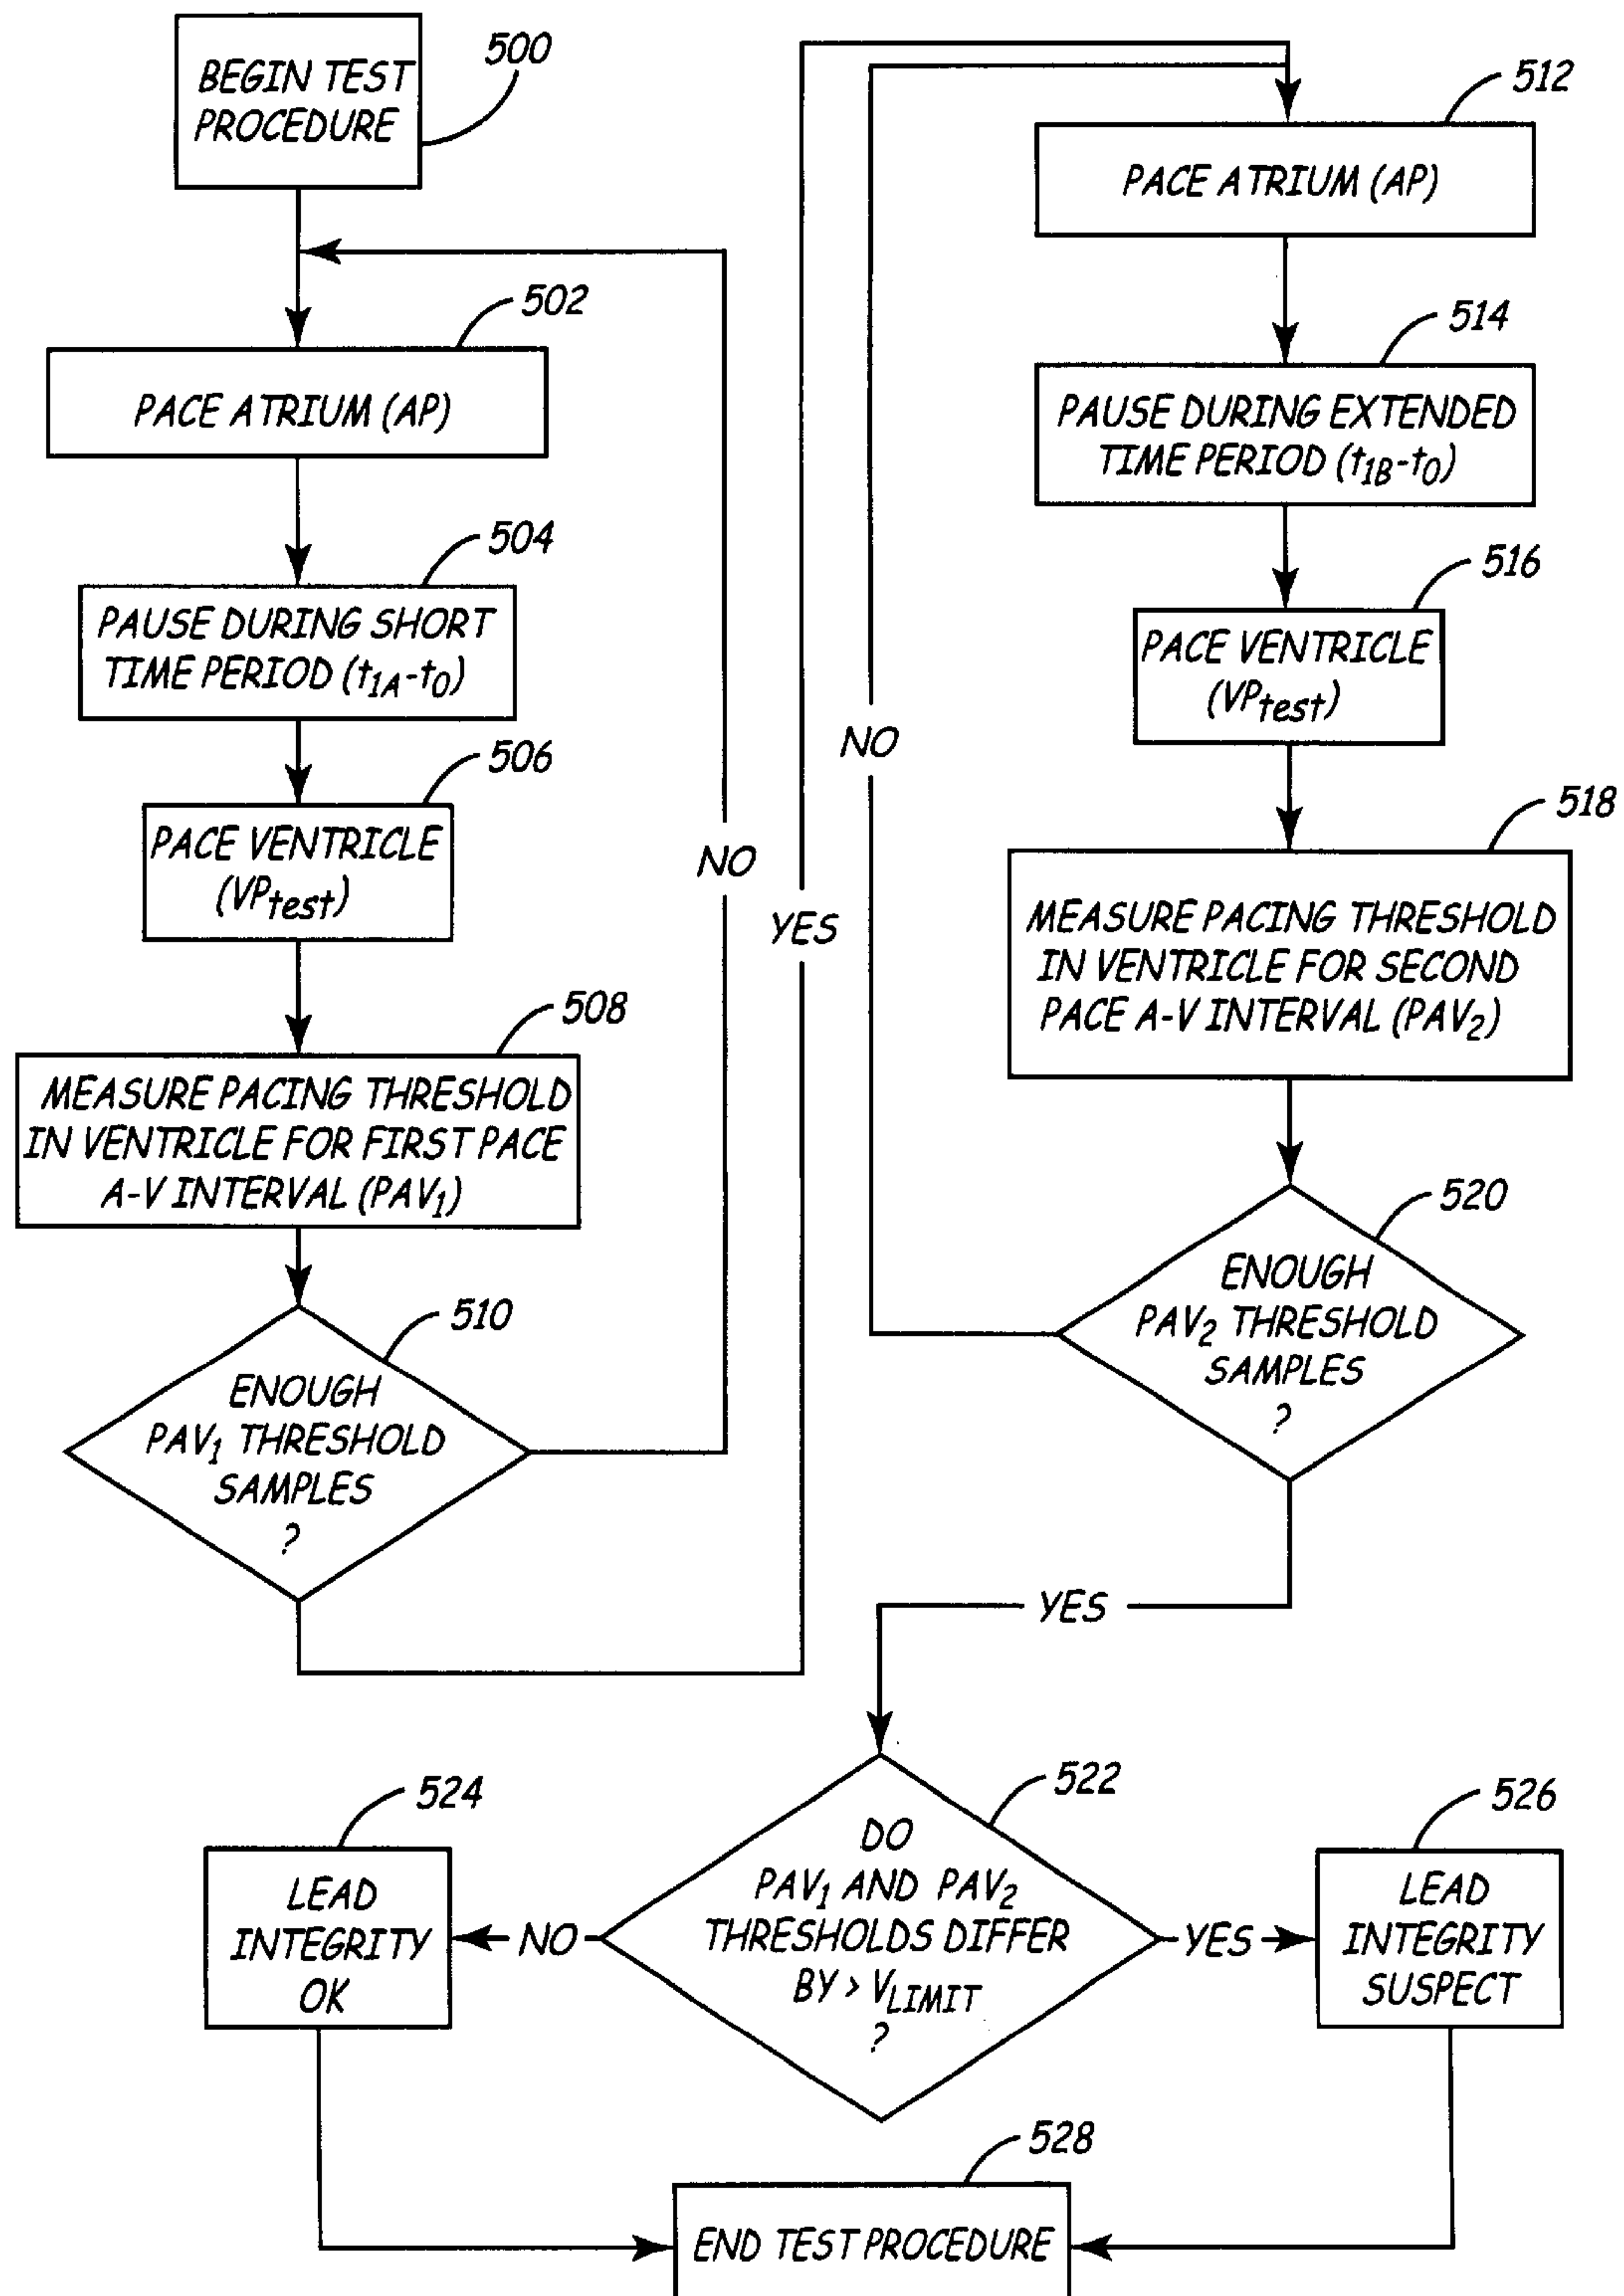 BEGIN TEST
PROCEDURE
500
502
PACE ATRIUM (AP)
504
PAUSE DURING SHORT
TIME PERIOD (t1A-t0)
506
PACE VENTRICLE
(VPtest)
508
MEASURE PACING THRESHOLD
IN VENTRICLE FOR FIRST PACE
A-V INTERVAL (PAV1)
510
ENOUGH
PAV1 THRESHOLD
SAMPLES
?
NO
YES
512
PACE ATRIUM (AP)
514
PAUSE DURING EXTENDED
TIME PERIOD (t1B-t0)
516
PACE VENTRICLE
(VPtest)
518
MEASURE PACING THRESHOLD
IN VENTRICLE FOR SECOND
PACE A-V INTERVAL (PAV2)
520
ENOUGH
PAV2 THRESHOLD
SAMPLES
?
NO
YES
522
DO
PAV1 AND PAV2
THRESHOLDS DIFFER
BY > VLIMIT
?
NO
YES
524
LEAD
INTEGRITY
OK
526
LEAD
INTEGRITY
SUSPECT
528
END TEST PROCEDURE